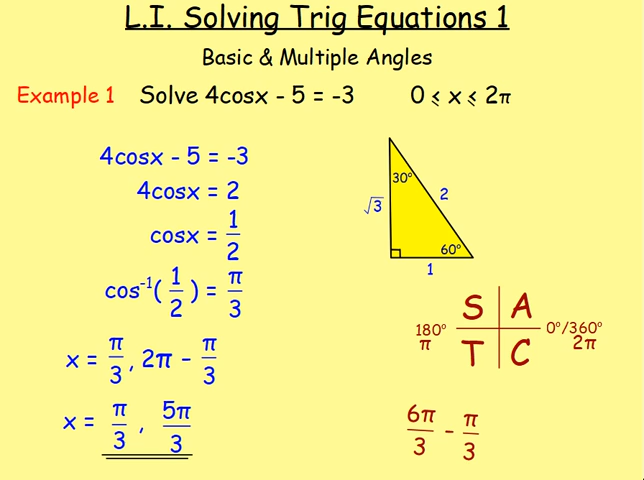 L.I. Solving Trig Equations 1
Basic & Multiple Angles
Example 1 Solve 4cosx - 5 = -3 0 ≤ x ≤ 2π
4cosx - 5 = -3
4cosx = 2
cosx = 1/2
cos⁻¹(1/2) = π/3
x = π/3, 2π - π/3
x = π/3, 5π/3
30°
√3
2
60°
1
S A
180° 0°/360°
π 2π
T C
6π/3 - π/3